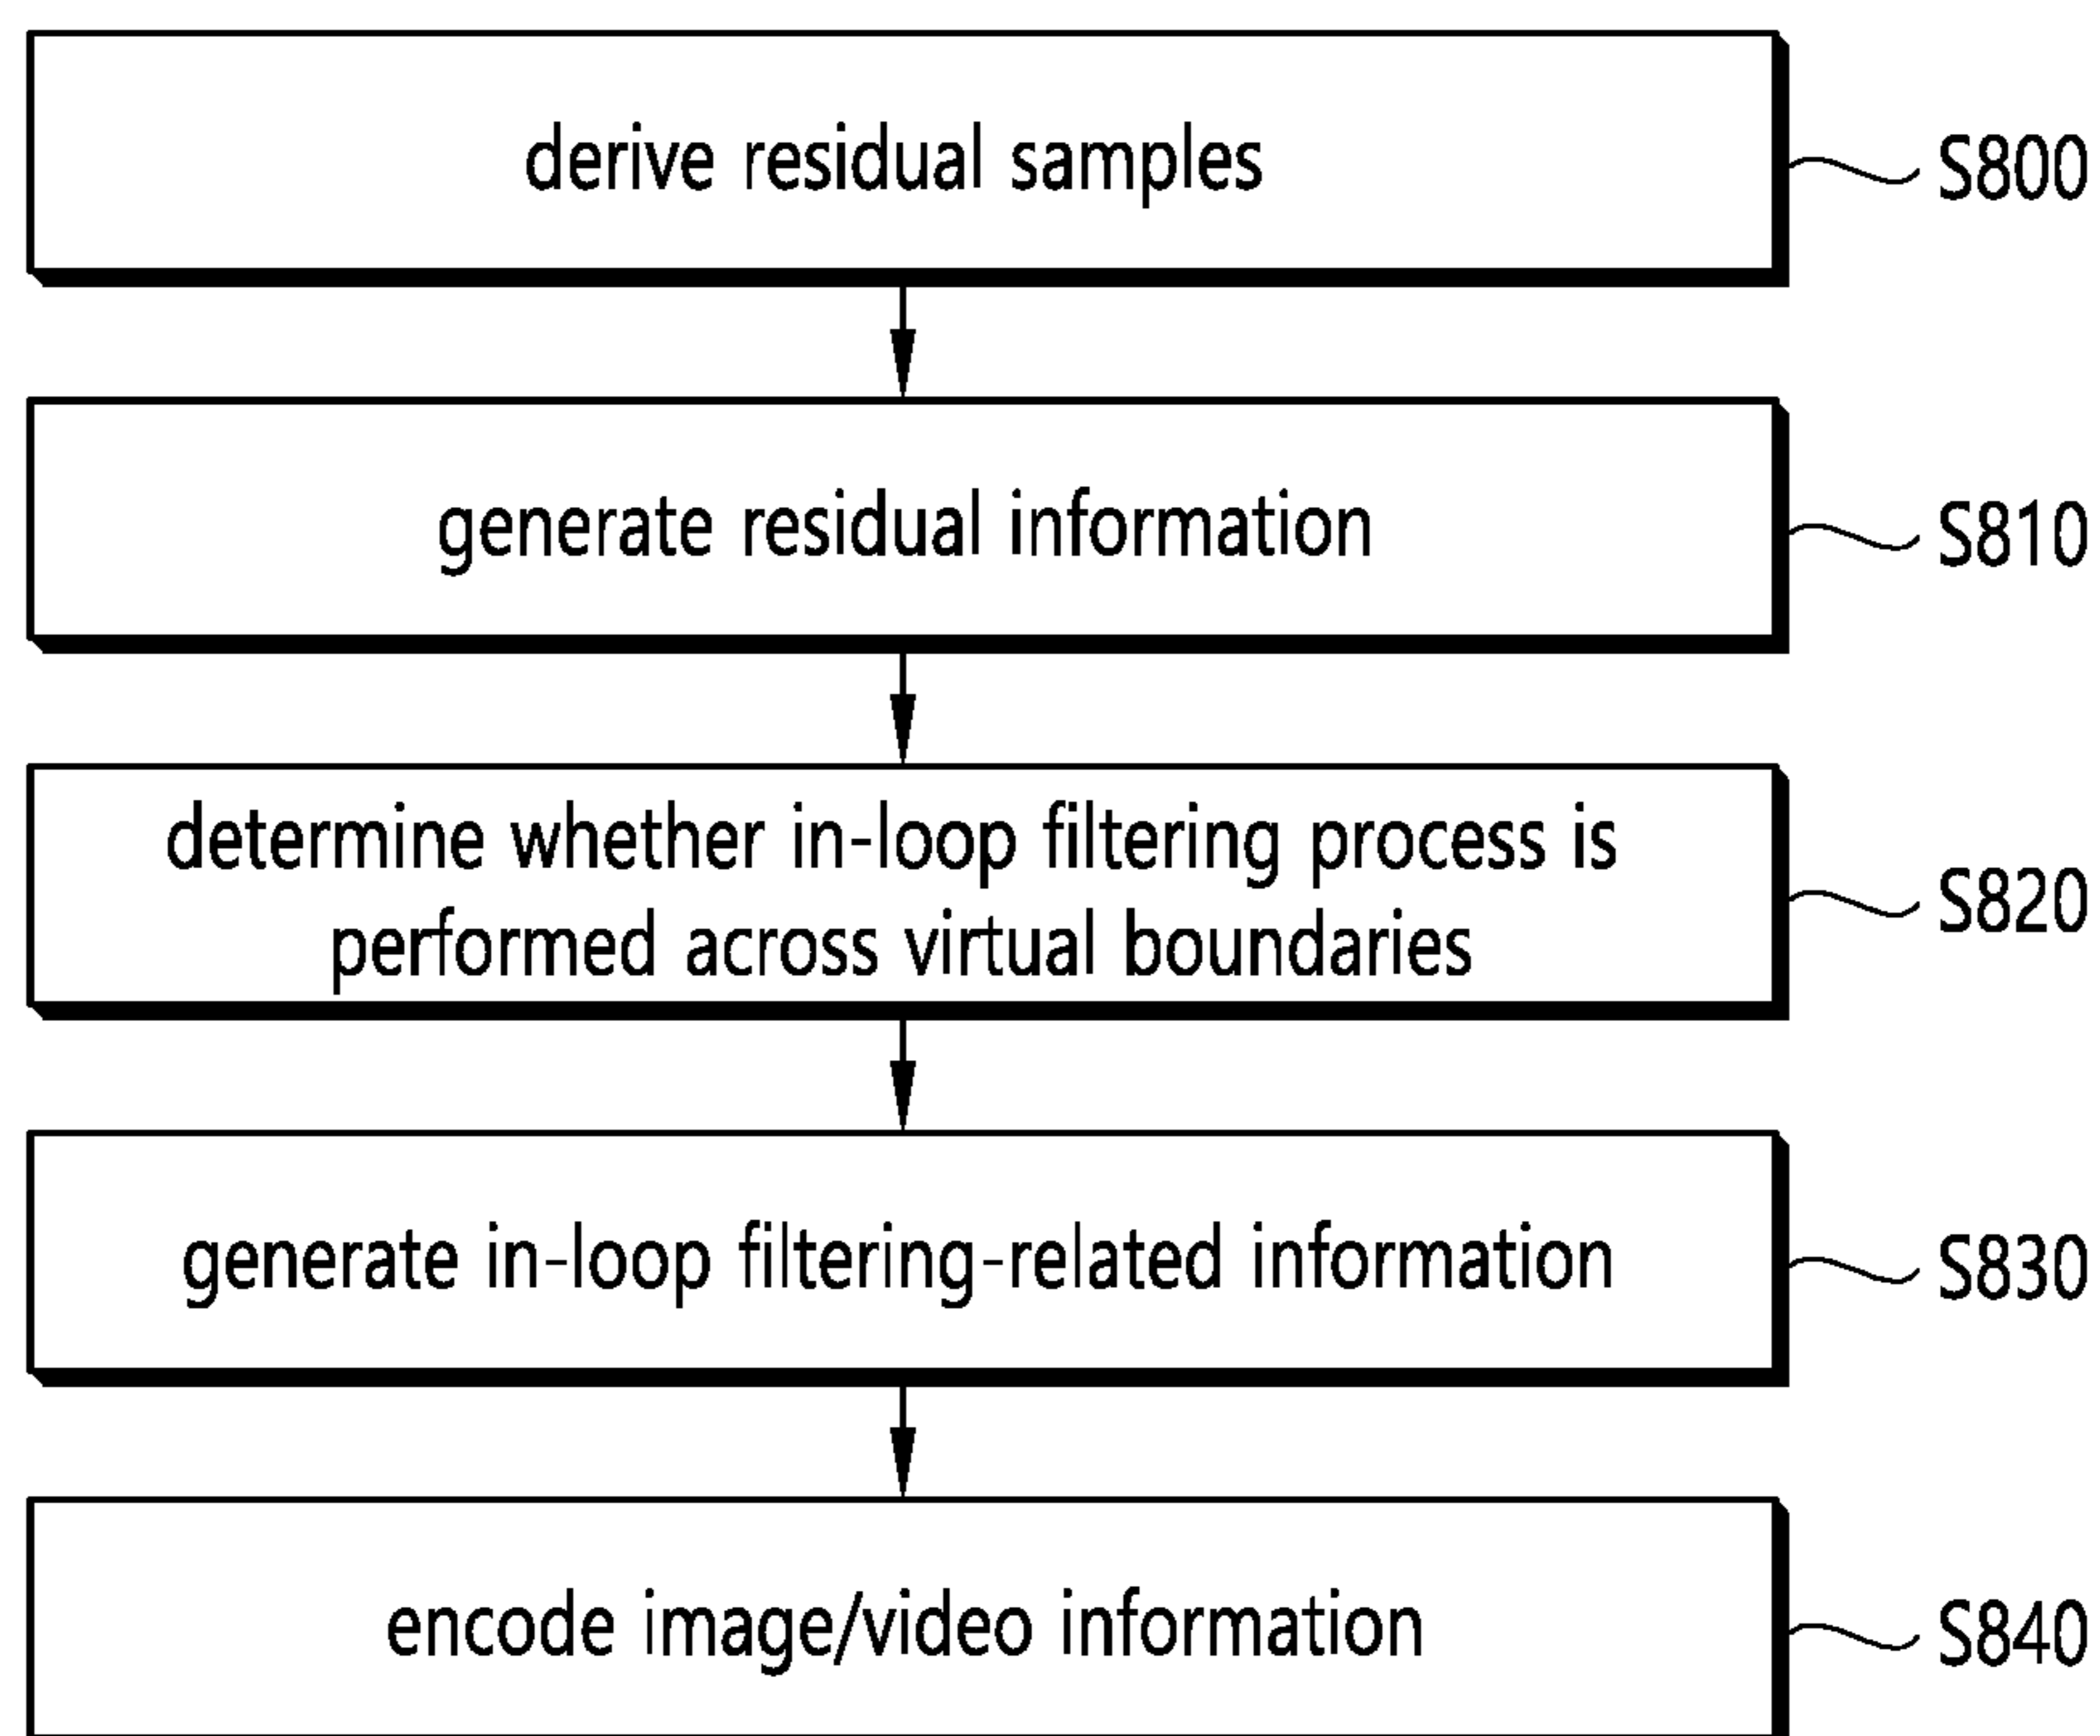 derive residual samples
S800
generate residual information
S810
determine whether in-loop filtering process is
performed across virtual boundaries
S820
generate in-loop filtering-related information
S830
encode image/video information
S840